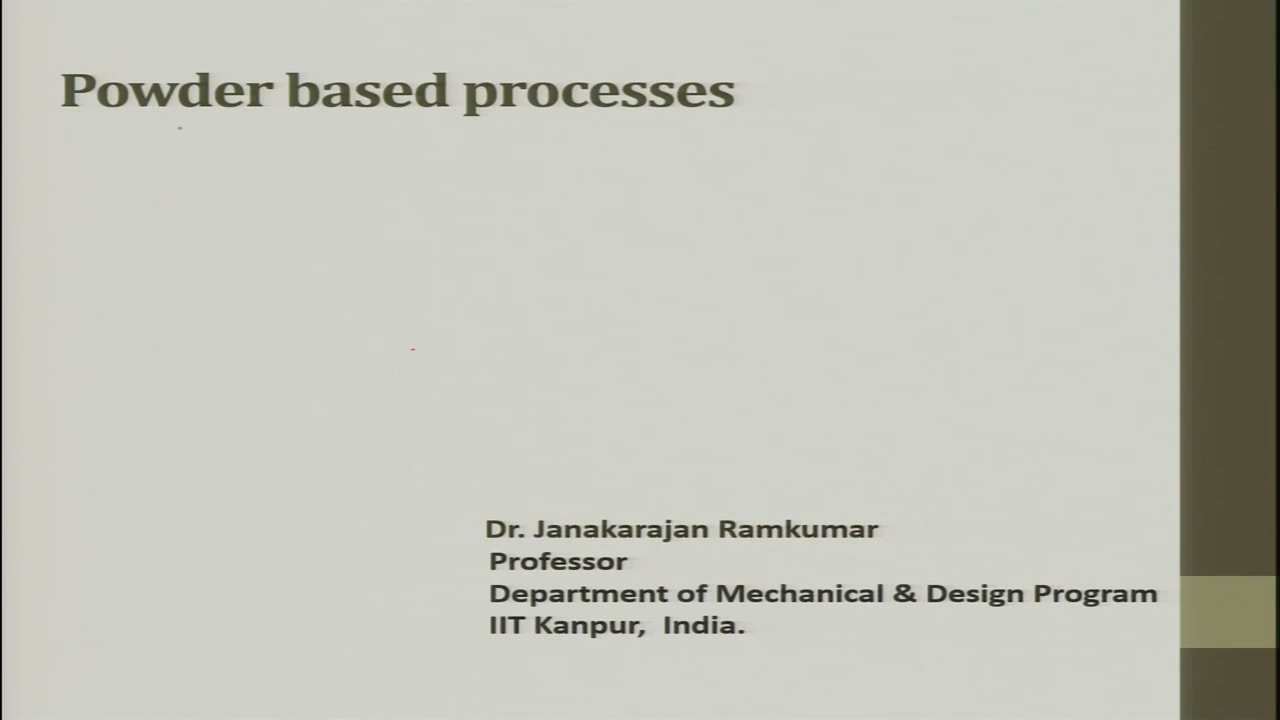 Powder based processes
Dr. Janakarajan Ramkumar
Professor
Department of Mechanical & Design Program
IIT Kanpur, India.